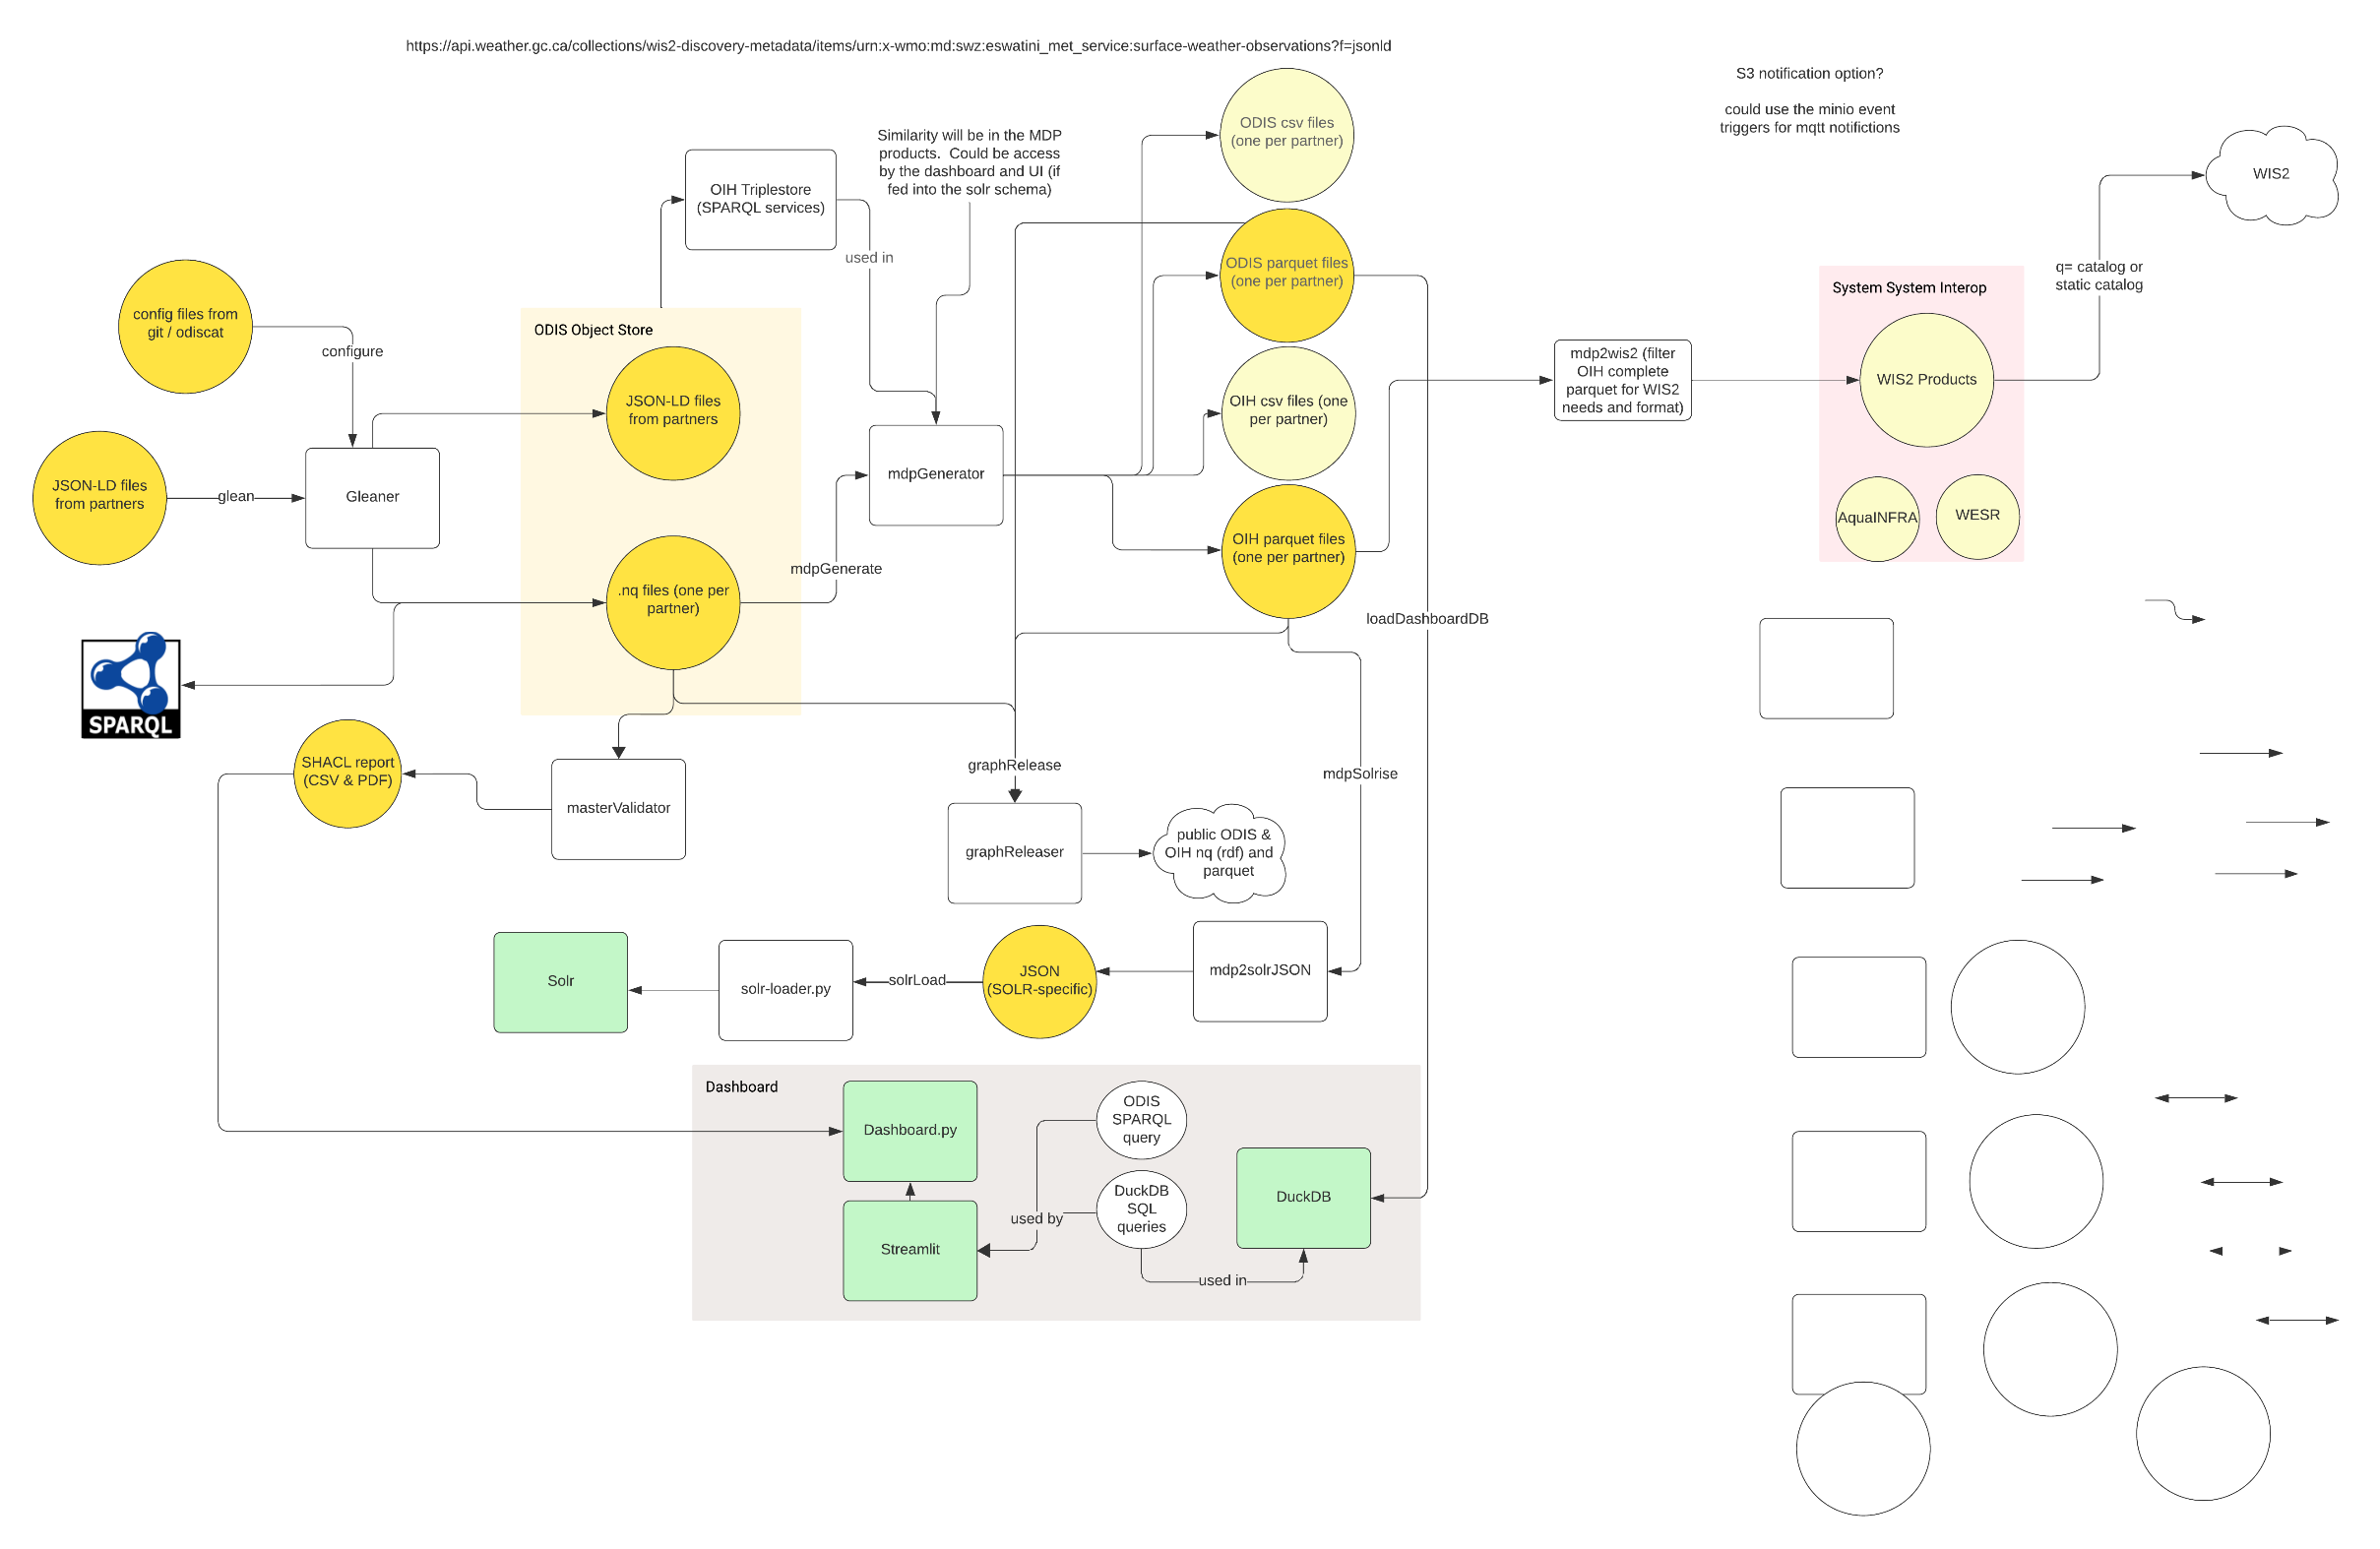 https://api.weather.gc.ca/collections/wis2-discovery-metadata/items/urn:x-wmo:md:swz:eswatini_met_service:surface-weather-observations?f=jsonld
S3 notification option?
could use the minio event
triggers for mqtt notifictions
Similarity will be in the MDP
products.  Could be access
by the dashboard and UI (if
fed into the solr schema)
ODIS csv files
(one per partner)
OIH Triplestore
(SPARQL services)
WIS2
used in
ODIS parquet files
(one per partner)
q= catalog or
static catalog
System System Interop
config files from
git / odiscat
configure
ODIS Object Store
JSON-LD files
from partners
OIH csv files (one
per partner)
mdp2wis2 (filter
OIH complete
parquet for WIS2
needs and format)
WIS2 Products
JSON-LD files
from partners
glean
Gleaner
mdpGenerator
AquaINFRA
WESR
OIH parquet files
(one per partner)
mdpGenerate
.nq files (one per
partner)
loadDashboardDB
SPARQL
SHACL report
(CSV & PDF)
masterValidator
graphRelease
mdpSolrise
graphReleaser
public ODIS &
OIH nq (rdf) and
parquet
Solr
solr-loader.py
solrLoad
JSON
(SOLR-specific)
mdp2solrJSON
Dashboard
Dashboard.py
ODIS
SPARQL
query
DuckDB
SQL
queries
used by
DuckDB
Streamlit
used in